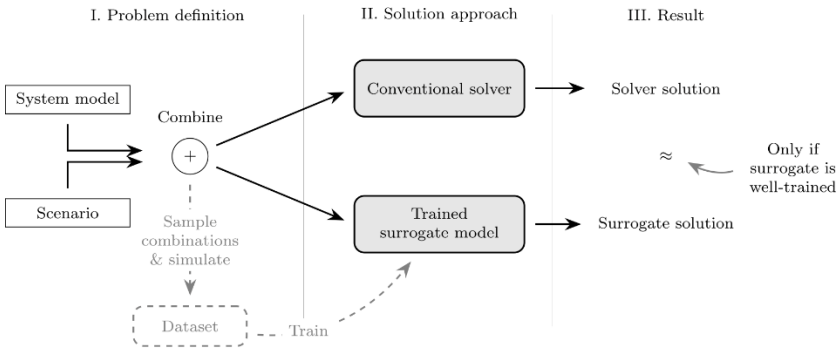 I. Problem definition
II. Solution approach
III. Result
System model
Combine
+
Scenario
Sample
combinations
& simulate
Dataset
Train
Conventional solver
Trained
surrogate model
Solver solution
≈
Only if
surrogate is
well-trained
Surrogate solution